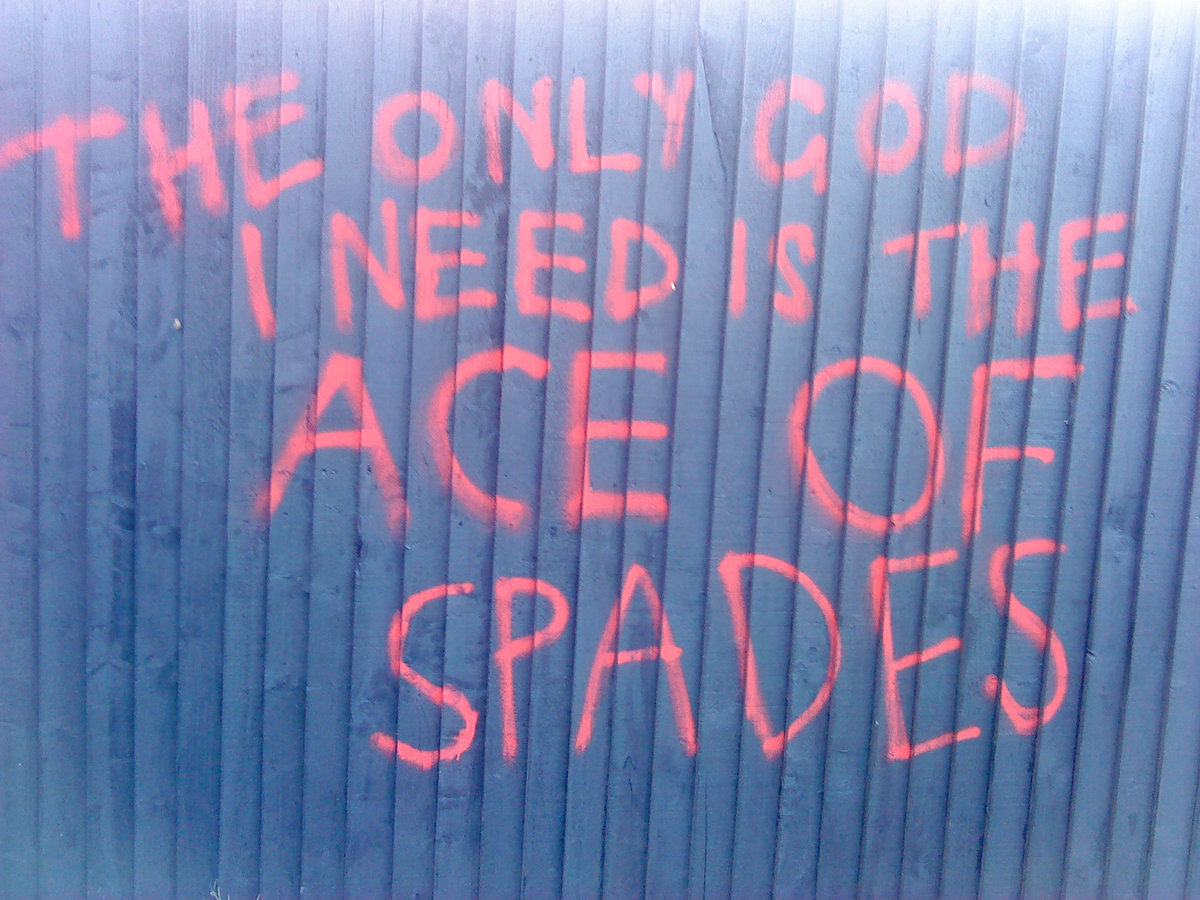 THE ONLY GOD
I NEED IS THE
ACE OF
SPADES